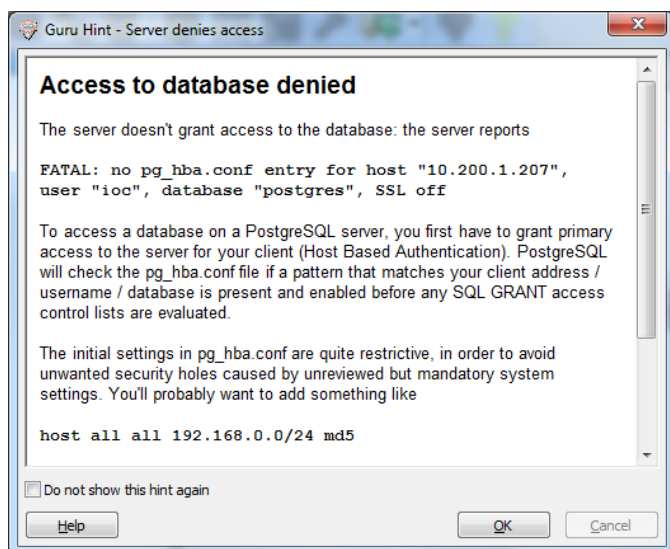 Guru Hint - Server denies access
Access to database denied
The server doesn't grant access to the database: the server reports
FATAL: no pg_hba.conf entry for host "10.200.1.207",
user "ioc", database "postgres", SSL off
To access a database on a PostgreSQL server, you first have to grant primary
access to the server for your client (Host Based Authentication). PostgreSQL
will check the pg_hba.conf file if a pattern that matches your client address /
username / database is present and enabled before any SQL GRANT access
control lists are evaluated.
The initial settings in pg_hba.conf are quite restrictive, in order to avoid
unwanted security holes caused by unreviewed but mandatory system
settings. You'll probably want to add something like
host all all 192.168.0.0/24 md5
Do not show this hint again
Help
OK
Cancel